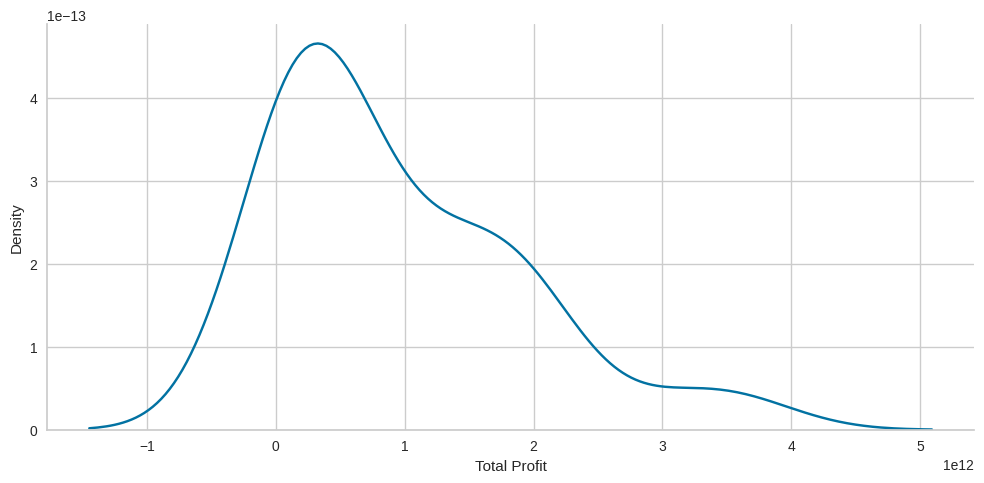 1e−13
4
3
2
1
0
Density
−1 0 1 2 3 4 5
1e12
Total Profit